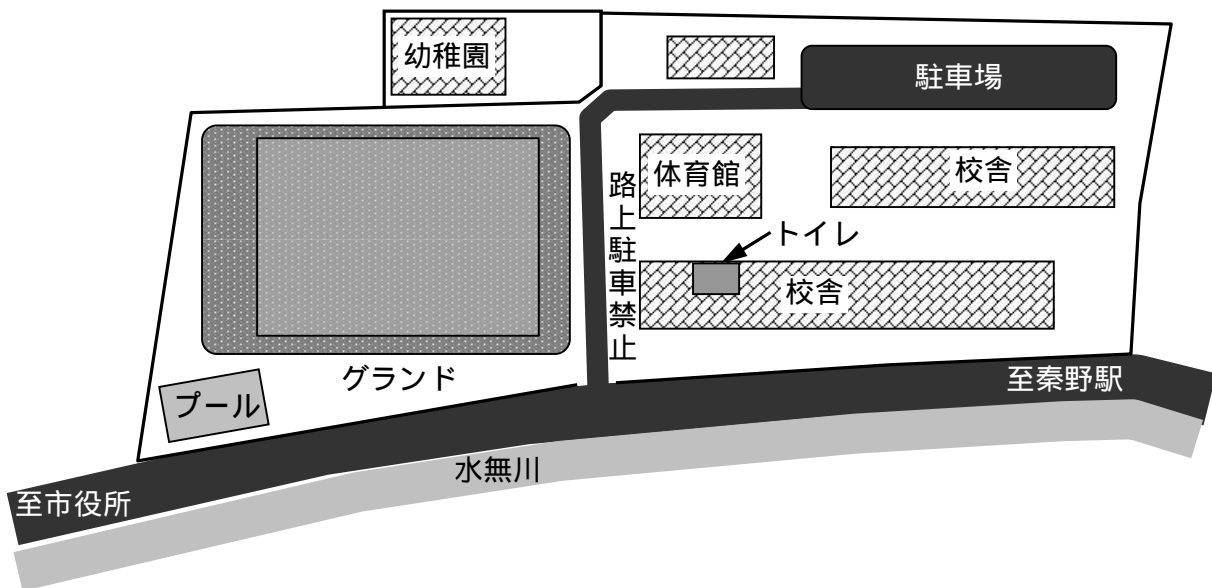 幼稚園
駐車場
体育館
校舎
路上駐車禁止
トイレ
校舎
グランド
至秦野駅
プール
水無川
至市役所